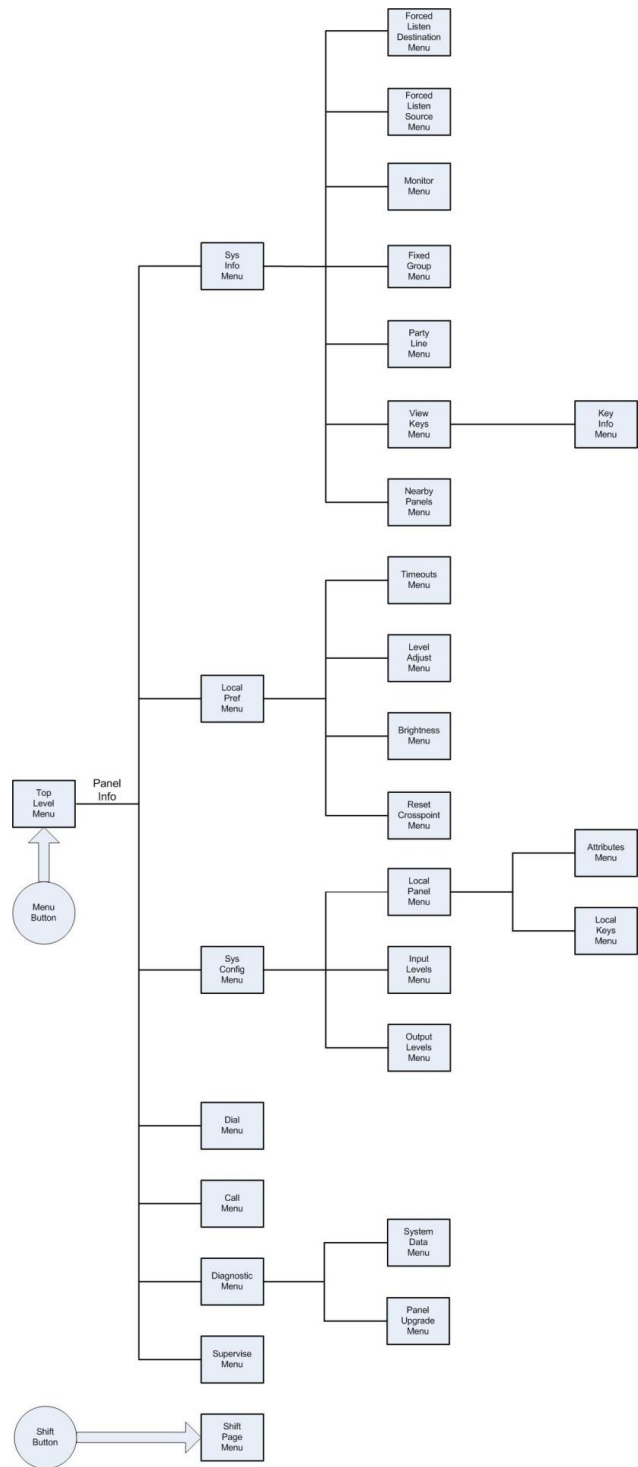 Forced
Listen
Destination
Menu
Forced
Listen
Source
Menu
Monitor
Menu
Sys
Info
Menu
Fixed
Group
Menu
Party
Line
Menu
View
Keys
Menu
Key
Info
Menu
Nearby
Panels
Menu
Timeouts
Menu
Level
Adjust
Menu
Local
Pref
Menu
Brightness
Menu
Top
Level
Menu
Panel
Info
Reset
Crosspoint
Menu
Attributes
Menu
Menu
Button
Local
Panel
Menu
Local
Keys
Menu
Sys
Config
Menu
Input
Levels
Menu
Output
Levels
Menu
Dial
Menu
Call
Menu
System
Data
Menu
Diagnostic
Menu
Panel
Upgrade
Menu
Supervise
Menu
Shift
Button
Shift
Page
Menu